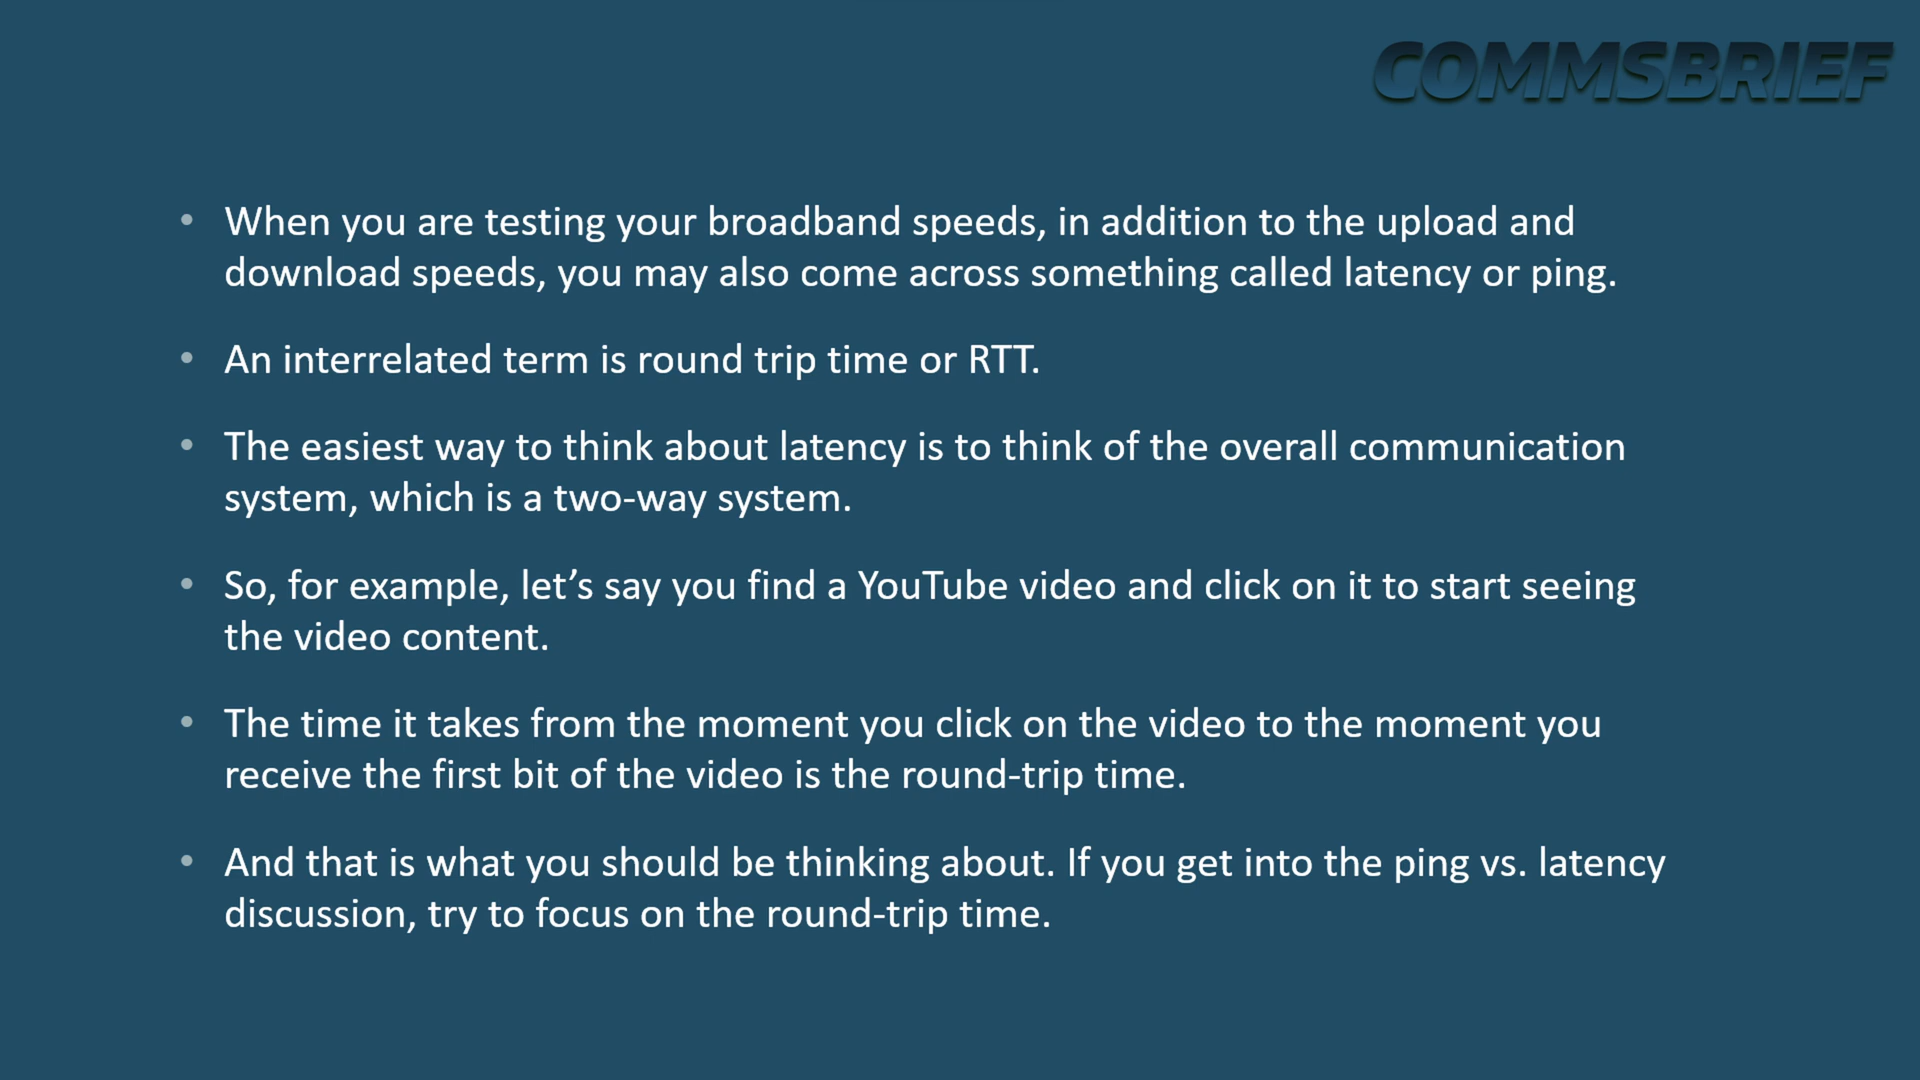 COMMSBRIEF
• When you are testing your broadband speeds, in addition to the upload and
download speeds, you may also come across something called latency or ping.
• An interrelated term is round trip time or RTT.
• The easiest way to think about latency is to think of the overall communication
system, which is a two-way system.
• So, for example, let’s say you find a YouTube video and click on it to start seeing
the video content.
• The time it takes from the moment you click on the video to the moment you
receive the first bit of the video is the round-trip time.
• And that is what you should be thinking about. If you get into the ping vs. latency
discussion, try to focus on the round-trip time.